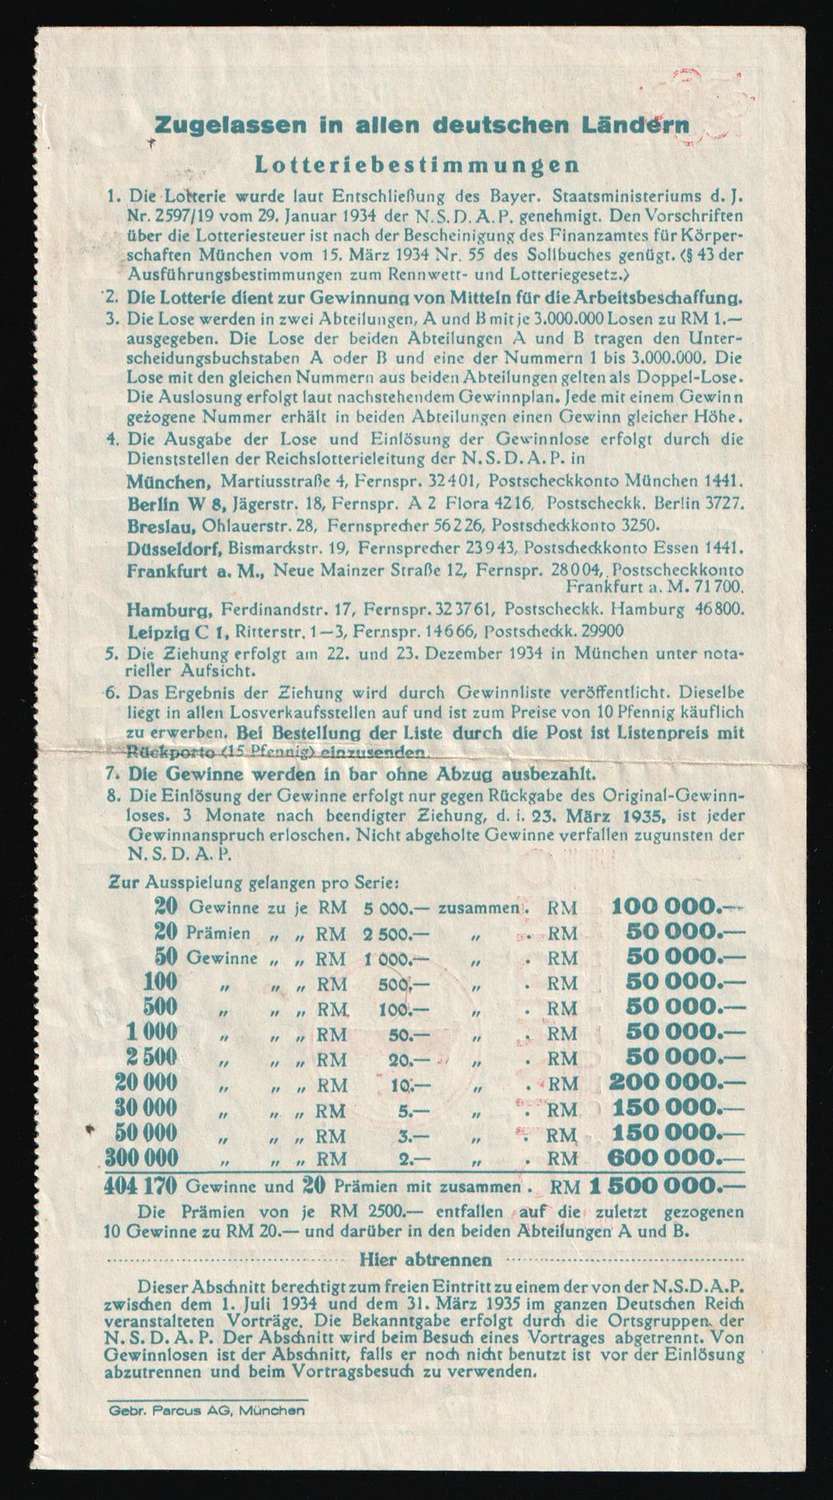 Zugelassen in allen deutschen Ländern
Lotteriebestimmungen
1. Die Lotterie wurde laut Entschließung des Bayer. Staatsministeriums d. J.
Nr. 2597/19 vom 29. Januar 1934 der N.S.D.A.P. genehmigt. Den Vorschriften
über die Lotteriesteuer ist nach der Bescheinigung des Finanzamtes für Körper-
schaften München vom 15. März 1934 Nr. 55 des Sollbuches genügt. (§ 43 der
Ausführungsbestimmungen zum Rennwett- und Lotteriegesetz.)
2. Die Lotterie dient zur Gewinnung von Mitteln für die Arbeitsbeschaffung.
3. Die Lose werden in zwei Abteilungen, A und B mit je 3.000.000 Losen zu RM 1.—
ausgegeben. Die Lose der beiden Abteilungen A und B tragen den Unter-
scheidungsbuchstaben A oder B und eine der Nummern 1 bis 3.000.000. Die
Lose mit den gleichen Nummern aus beiden Abteilungen gelten als Doppel-Lose.
Die Auslosung erfolgt laut nachstehendem Gewinnplan. Jede mit einem Gewinn
gezogene Nummer erhält in beiden Abteilungen einen Gewinn gleicher Höhe.
4. Die Ausgabe der Lose und Einlösung der Gewinnlose erfolgt durch die
Dienststellen der Reichslotterieleitung der N.S.D.A.P. in
München, Martiusstraße 4, Fernspr. 32401, Postscheckkonto München 1441.
Berlin W 8, Jägerstr. 18, Fernspr. A 2 Flora 4216, Postscheckk. Berlin 3727.
Breslau, Ohlauerstr. 28, Fernsprecher 56226, Postscheckkonto 3250.
Düsseldorf, Bismarckstr. 19, Fernsprecher 23943, Postscheckkonto Essen 1441.
Frankfurt a. M., Neue Mainzer Straße 12, Fernspr. 28004, Postscheckkonto
Frankfurt a. M. 71700.
Hamburg, Ferdinandstr. 17, Fernspr. 323761, Postscheckk. Hamburg 46800.
Leipzig C 1, Ritterstr. 1—3, Fernspr. 14666, Postscheckk. 29900
5. Die Ziehung erfolgt am 22. und 23. Dezember 1934 in München unter nota-
rieller Aufsicht.
6. Das Ergebnis der Ziehung wird durch Gewinnliste veröffentlicht. Dieselbe
liegt in allen Losverkaufsstellen auf und ist zum Preise von 10 Pfennig käuflich
zu erwerben. Bei Bestellung der Liste durch die Post ist Listenpreis mit
Rückporto (15 Pfennig) einzusenden.
7. Die Gewinne werden in bar ohne Abzug ausbezahlt.
8. Die Einlösung der Gewinne erfolgt nur gegen Rückgabe des Original-Gewinn-
loses. 3 Monate nach beendigter Ziehung, d. i. 23. März 1935, ist jeder
Gewinnanspruch erloschen. Nicht abgeholte Gewinne verfallen zugunsten der
N.S.D.A.P.
Zur Ausspielung gelangen pro Serie:
20 Gewinne zu je RM 5 000.— zusammen . RM 100 000.—
20 Prämien „ „ RM 2 500.— „ . RM 50 000.—
50 Gewinne „ „ RM 1 000.— „ . RM 50 000.—
100 „ „ „ RM 500.— „ . RM 50 000.—
500 „ „ „ RM 100.— „ . RM 50 000.—
1 000 „ „ „ RM 50.— „ . RM 50 000.—
2 500 „ „ „ RM 20.— „ . RM 50 000.—
20 000 „ „ „ RM 10.— „ . RM 200 000.—
30 000 „ „ „ RM 5.— „ . RM 150 000.—
50 000 „ „ „ RM 3.— „ . RM 150 000.—
300 000 „ „ „ RM 2.— „ . RM 600 000.—
404 170 Gewinne und 20 Prämien mit zusammen . RM 1 500 000.—
Die Prämien von je RM 2500.— entfallen auf die zuletzt gezogenen
10 Gewinne zu RM 20.— und darüber in den beiden Abteilungen A und B.
Hier abtrennen
Dieser Abschnitt berechtigt zum freien Eintritt zu einem der von der N.S.D.A.P.
zwischen dem 1. Juli 1934 und dem 31. März 1935 im ganzen Deutschen Reich
veranstalteten Vorträge. Die Bekanntgabe erfolgt durch die Ortsgruppen der
N.S.D.A.P. Der Abschnitt wird beim Besuch eines Vortrages abgetrennt. Von
Gewinnlosen ist der Abschnitt, falls er noch nicht benutzt ist vor der Einlösung
abzutrennen und beim Vortragsbesuch zu verwenden.
Gebr. Parcus AG, München